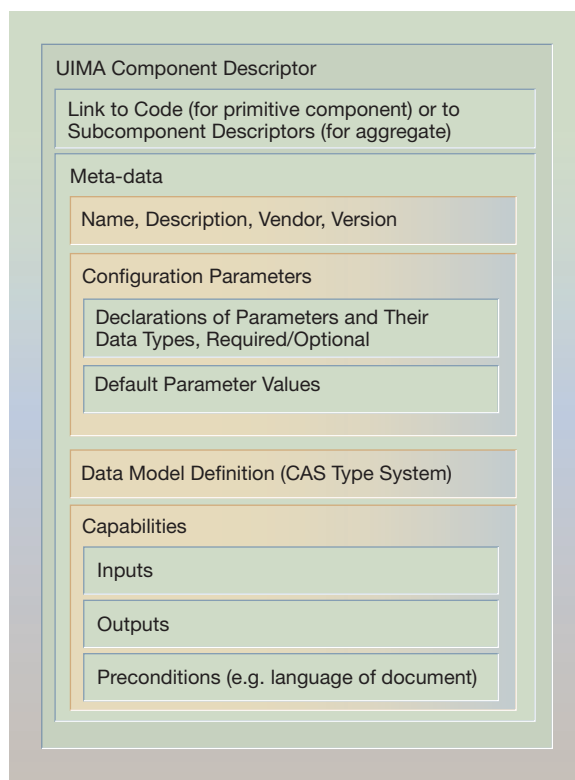 UIMA Component Descriptor
Link to Code (for primitive component) or to
Subcomponent Descriptors (for aggregate)
Meta-data
Name, Description, Vendor, Version
Configuration Parameters
Declarations of Parameters and Their
Data Types, Required/Optional
Default Parameter Values
Data Model Definition (CAS Type System)
Capabilities
Inputs
Outputs
Preconditions (e.g. language of document)